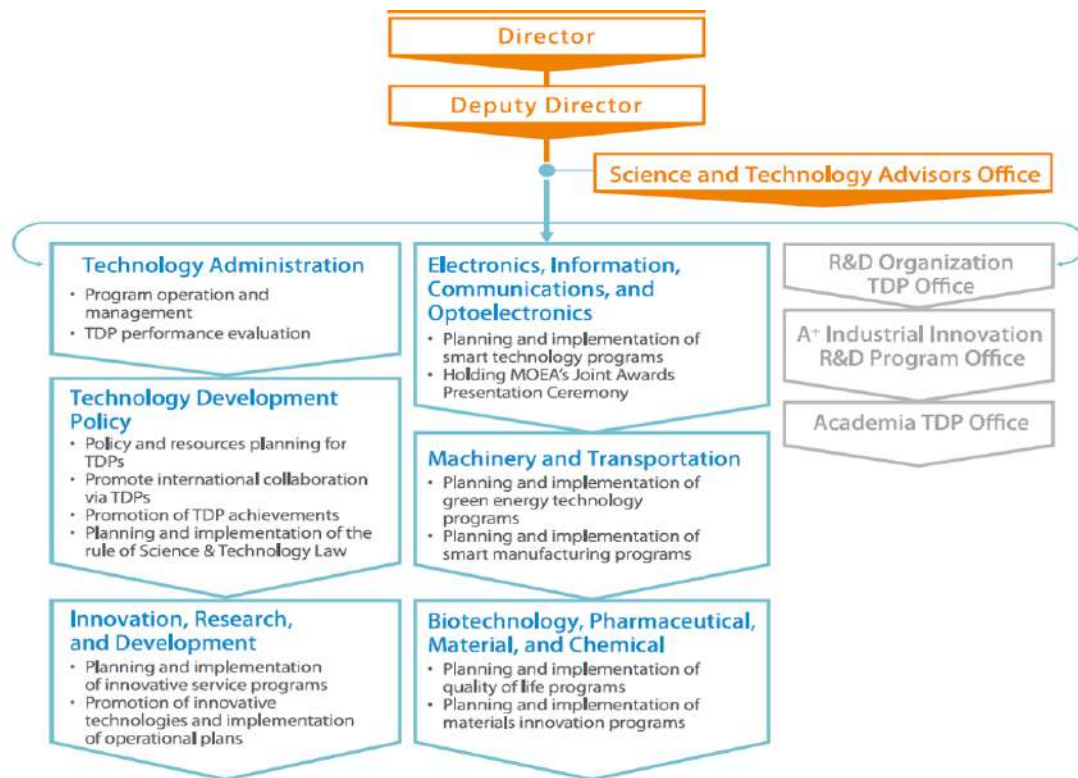 Director
Deputy Director
Science and Technology Advisors Office
Technology Administration
• Program operation and
management
• TDP performance evaluation
Technology Development
Policy
• Policy and resources planning for
TDPs
• Promote international collaboration
via TDPs
• Promotion of TDP achievements
• Planning and implementation of the
rule of Science & Technology Law
Innovation, Research,
and Development
• Planning and implementation
of innovative service programs
• Promotion of innovative
technologies and implementation
of operational plans
Electronics, Information,
Communications, and
Optoelectronics
• Planning and implementation of
smart technology programs
• Holding MOEA's Joint Awards
Presentation Ceremony
Machinery and Transportation
• Planning and implementation of
green energy technology
programs
• Planning and implementation of
smart manufacturing programs
Biotechnology, Pharmaceutical,
Material, and Chemical
• Planning and implementation of
quality of life programs
• Planning and implementation of
materials innovation programs
R&D Organization
TDP Office
A⁺ Industrial Innovation
R&D Program Office
Academia TDP Office